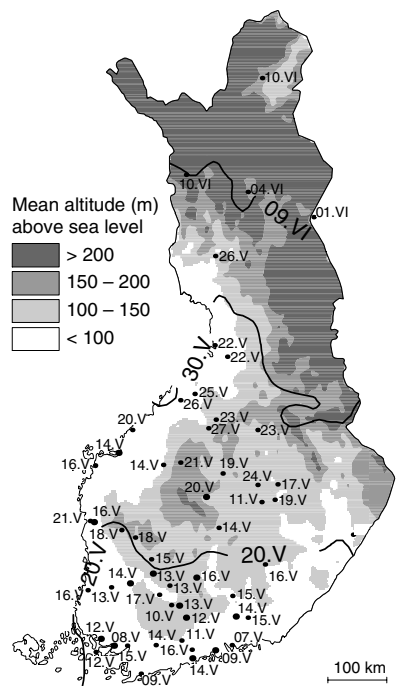 10.VI
10.VI
04.VI
01.VI
09.VI
Mean altitude (m)
above sea level
> 200
150 – 200
100 – 150
< 100
26.V
22.V
22.V
30.V
25.V
26.V
23.V
27.V
23.V
20.V
14.V
16.V
14.V
21.V
19.V
24.V
17.V
20.V
11.V
19.V
16.V
21.V
18.V
18.V
14.V
20.V
15.V
20.V
16.V
14.V
13.V
16.V
13.V
16.V
13.V
17.V
15.V
10.V
13.V
12.V
14.V
15.V
12.V
08.V
14.V
11.V
07.V
12.V
15.V
16.V
14.V
09.V
09.V
100 km